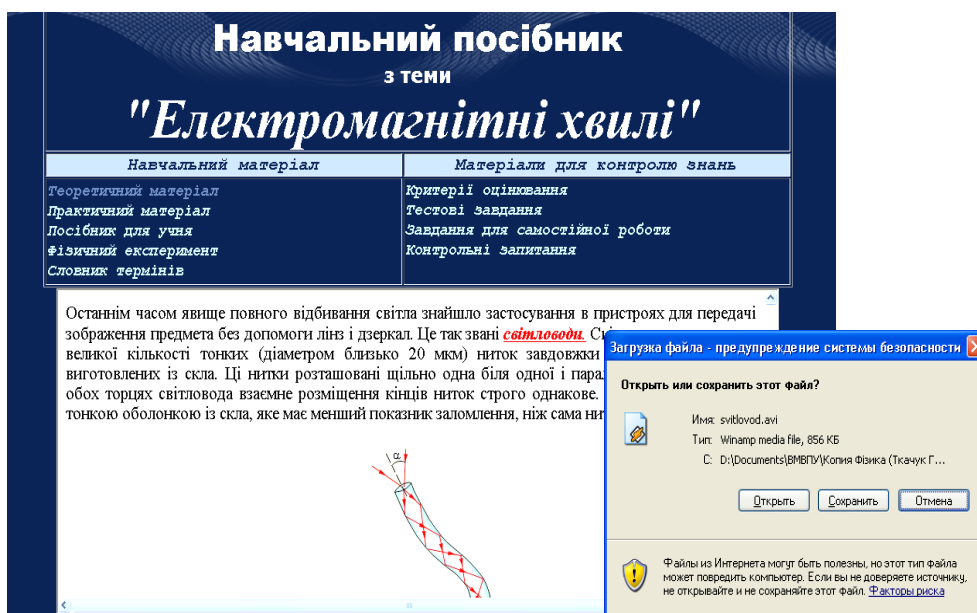 Навчальний посібник
з теми
"Електромагнітні хвилі"
Навчальний матеріал
Матеріали для контролю знань
Теоретичний матеріал
Практичний матеріал
Посібник для учня
Фізичний експеримент
Словник термінів
Критерії оцінювання
Тестові завдання
Завдання для самостійної роботи
Контрольні запитання
Останнім часом явище повного відбивання світла знайшло застосування в пристроях для передачі
зображення предмета без допомоги лінз і дзеркал. Це так звані світловоди.
великої кількості тонких (діаметром близько 20 мкм) ниток завдовжки
виготовлених із скла. Ці нитки розташовані щільно одна біля одної і
обох торцях світловода взаємне розміщення кінців ниток строго однакове.
тонкою оболонкою із скла, яке має менший показник заломлення, ніж сама
α
Загрузка файла - предупреждение системы безопасности
Открыть или сохранить этот файл?
Имя: svitlovod.avi
Тип: Winamp media file, 856 КБ
С: D:\Documents\ВМВПУ\Копия Фізика (Ткачук Г...
Открыть
Сохранить
Отмена
Файлы из Интернета могут быть полезны, но этот тип файла
может повредить компьютер. Если вы не доверяете источнику,
не открывайте и не сохраняйте этот файл. Факторы риска